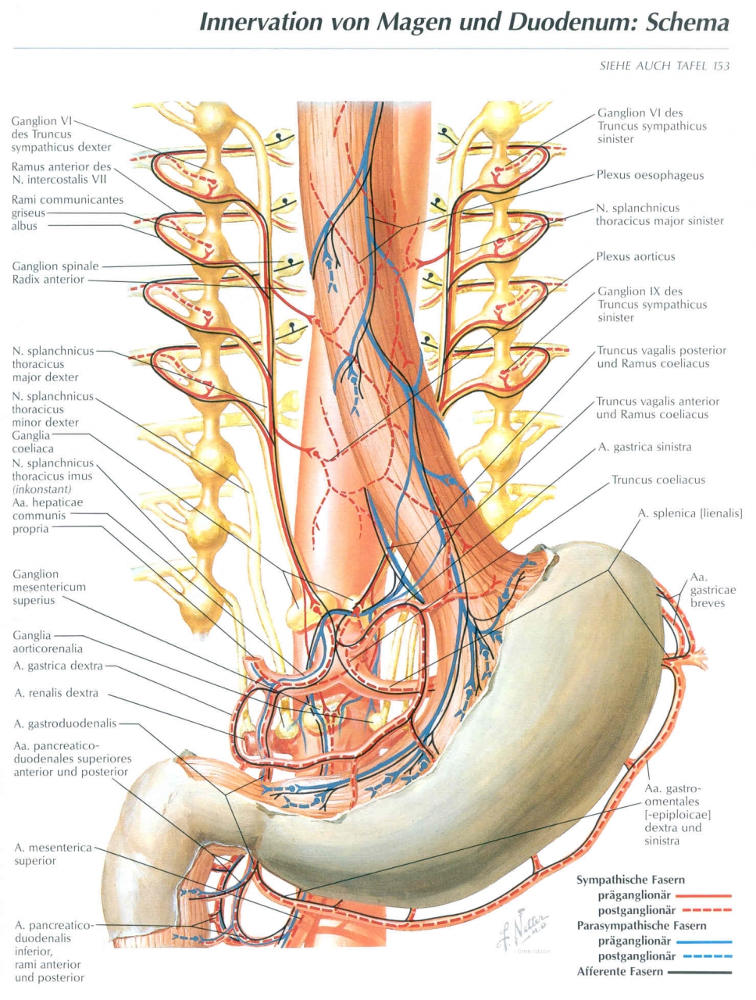 Innervation von Magen und Duodenum: Schema
SIEHE AUCH TAFEL 153
Ganglion VI
des Truncus
sympathicus dexter
Ramus anterior des
N. intercostalis VII
Rami communicantes
griseus
albus
Ganglion spinale
Radix anterior
N. splanchnicus
thoracicus
major dexter
N. splanchnicus
thoracicus
minor dexter
Ganglia
coeliaca
N. splanchnicus
thoracicus imus
(inkonstant)
Aa. hepaticae
communis
propria
Ganglion
mesentericum
superius
Ganglia
aorticorenalia
A. gastrica dextra
A. renalis dextra
A. gastroduodenalis
Aa. pancreatico-
duodenales superiores
anterior und posterior
A. mesenterica
superior
A. pancreatico-
duodenalis
inferior,
rami anterior
und posterior
Ganglion VI des
Truncus sympathicus
sinister
Plexus oesophageus
N. splanchnicus
thoracicus major sinister
Plexus aorticus
Ganglion IX des
Truncus sympathicus
sinister
Truncus vagalis posterior
und Ramus coeliacus
Truncus vagalis anterior
und Ramus coeliacus
A. gastrica sinistra
Truncus coeliacus
A. splenica [lienalis]
Aa.
gastricae
breves
Aa. gastro-
omentales
[-epiploicae]
dextra und
sinistra
Sympathische Fasern
präganglionär
postganglionär
Parasympathische Fasern
präganglionär
postganglionär
Afferente Fasern
F. Netter
M.D.